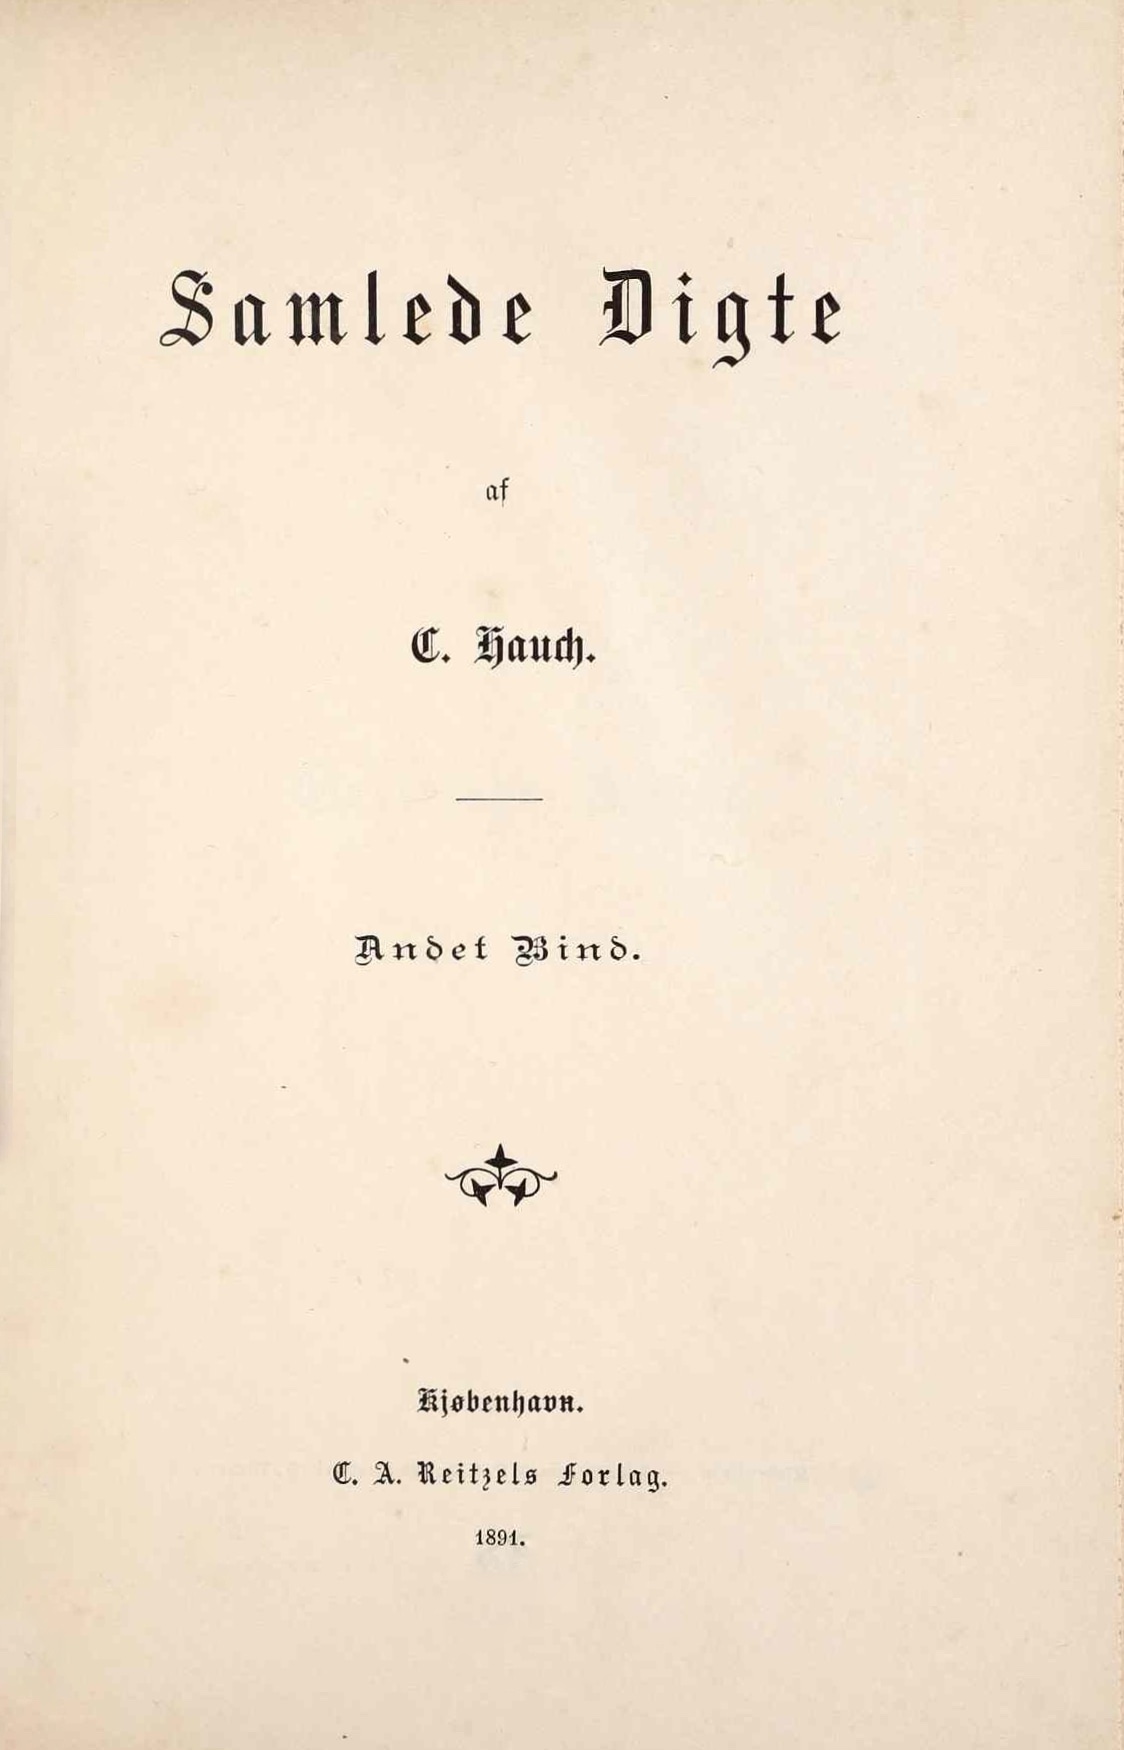 Samlede Digte
af
C. Hauch.
Andet Bind.
Kjøbenhavn.
C. A. Reitzels Forlag.
1891.